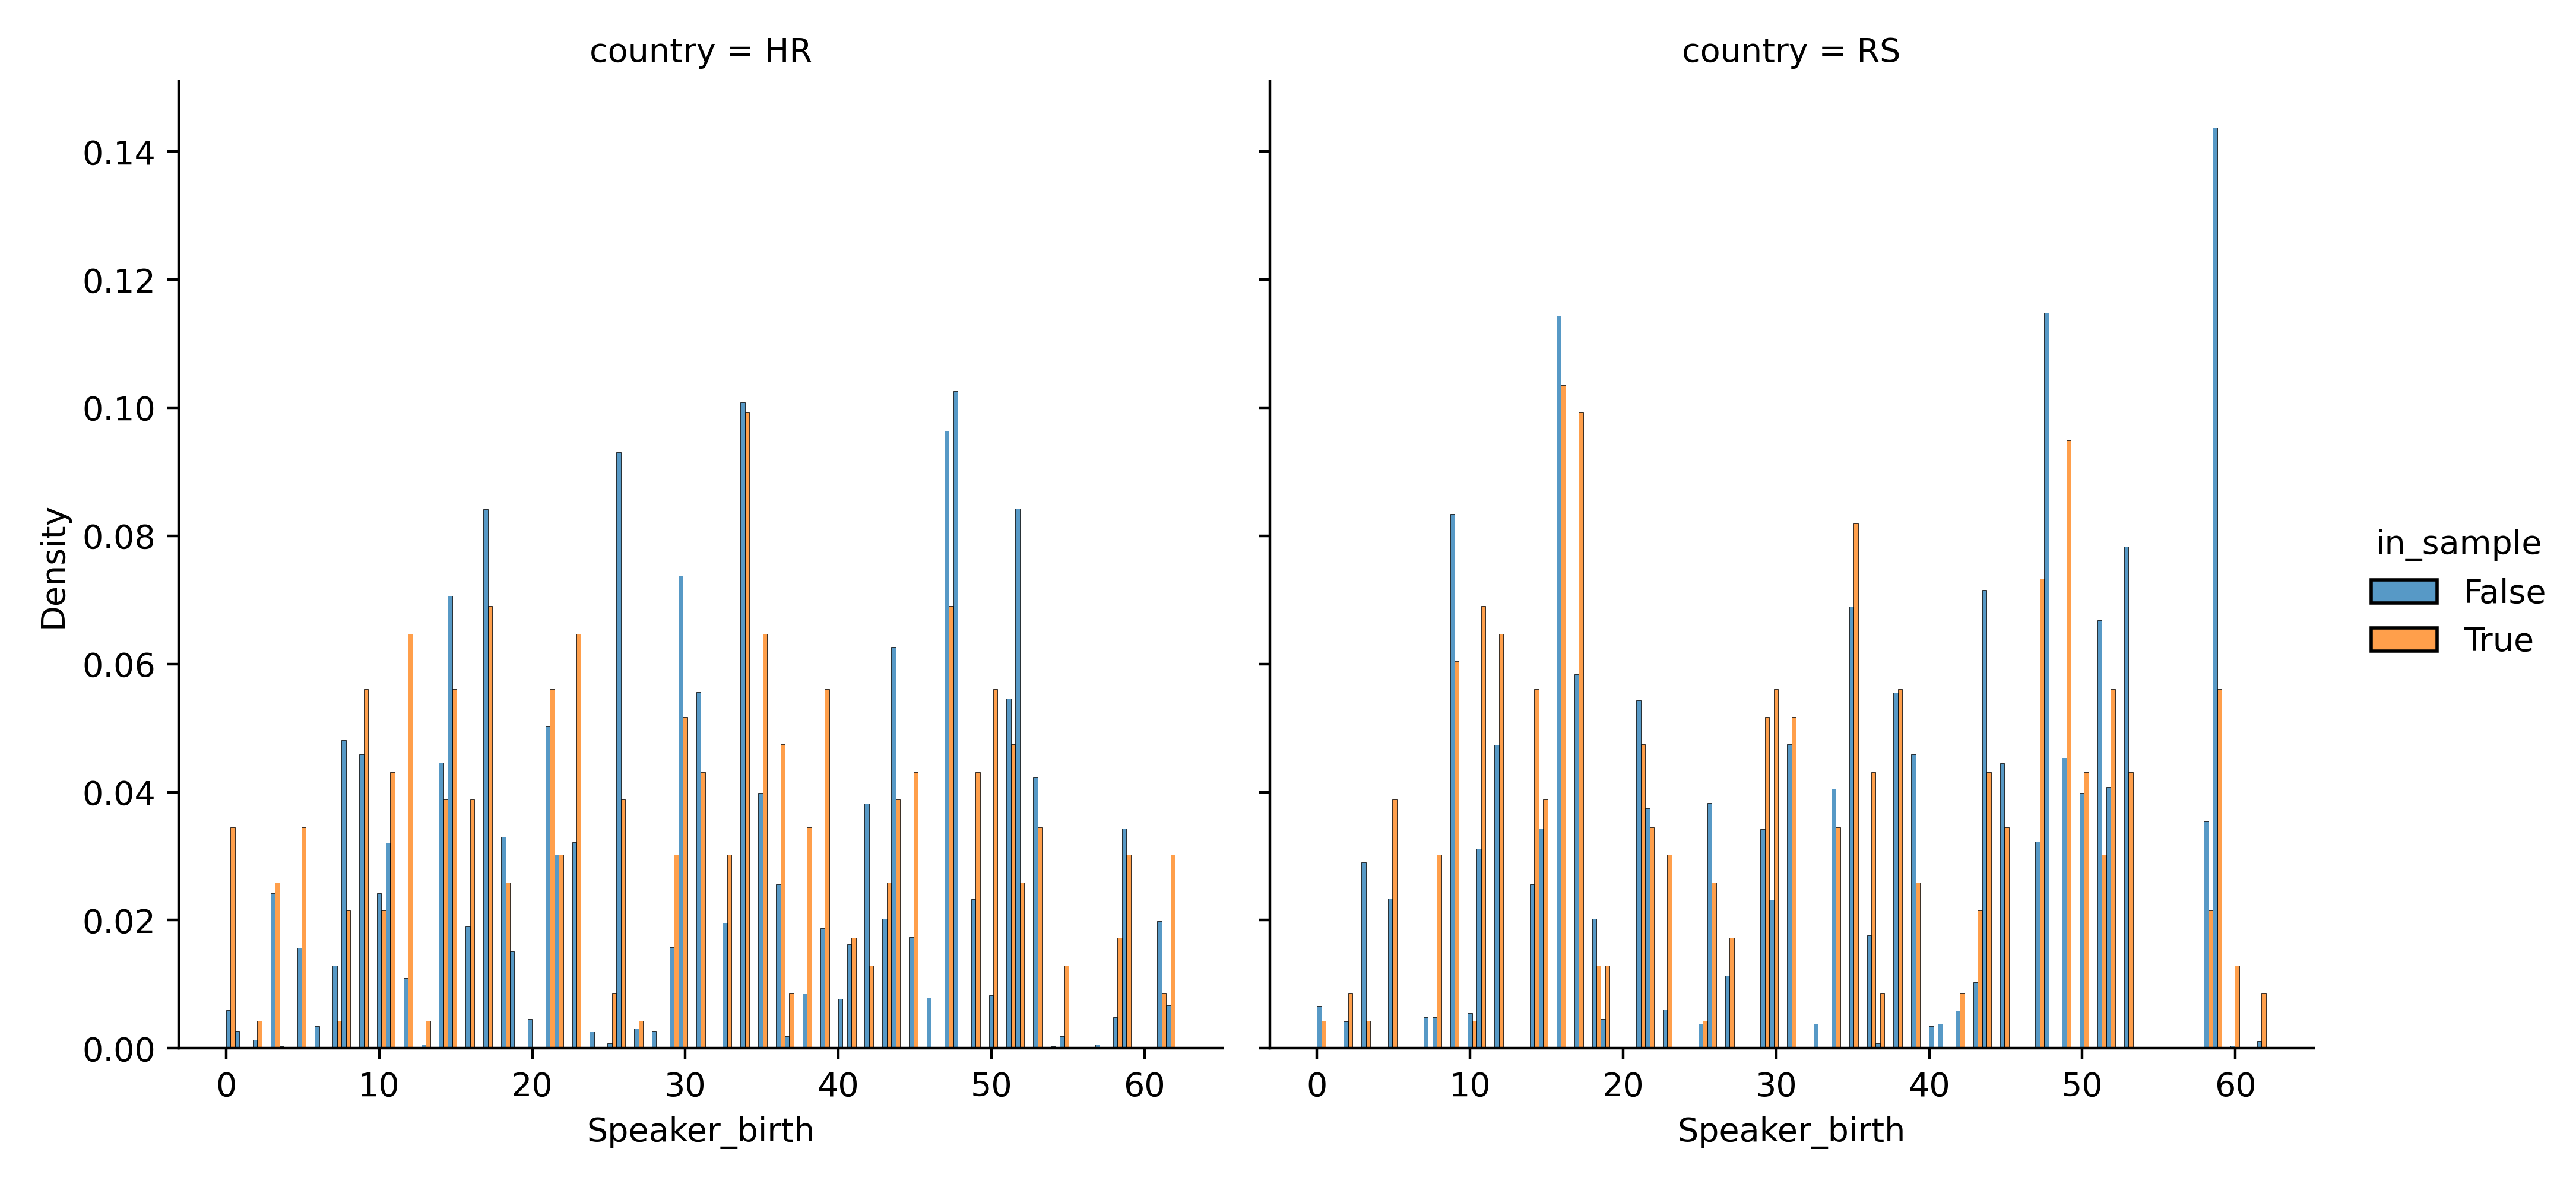 country = HR
country = RS
Density
0.14
0.12
0.10
0.08
0.06
0.04
0.02
0.00
0 10 20 30 40 50 60
0 10 20 30 40 50 60
Speaker_birth
Speaker_birth
in_sample
False
True